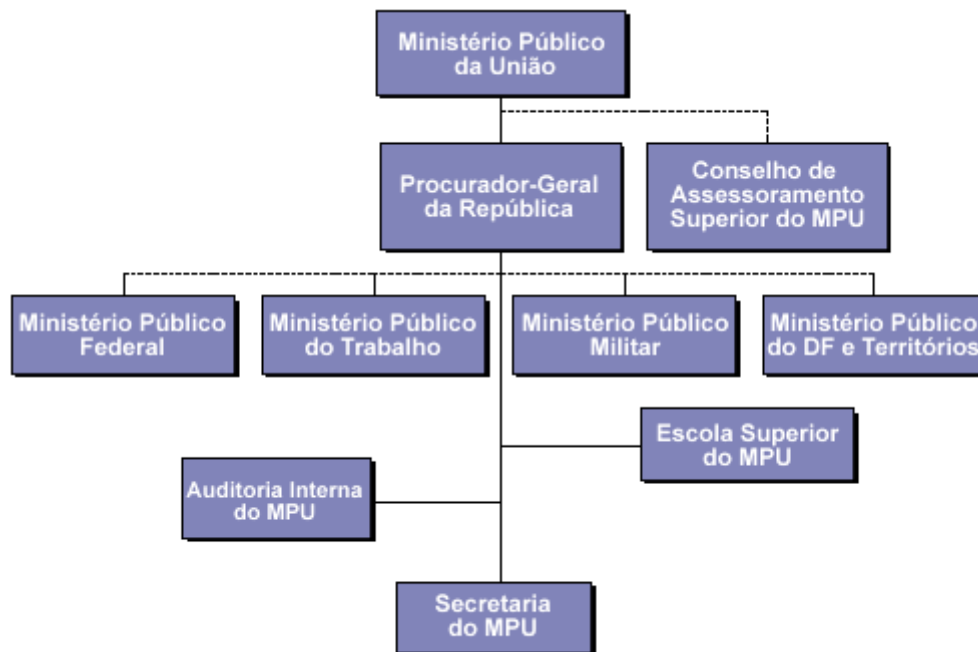 Ministério Público
da União
Procurador-Geral
da República
Conselho de
Assessoramento
Superior do MPU
Ministério Público
Federal
Ministério Público
do Trabalho
Ministério Público
Militar
Ministério Público
do DF e Territórios
Escola Superior
do MPU
Auditoria Interna
do MPU
Secretaria
do MPU